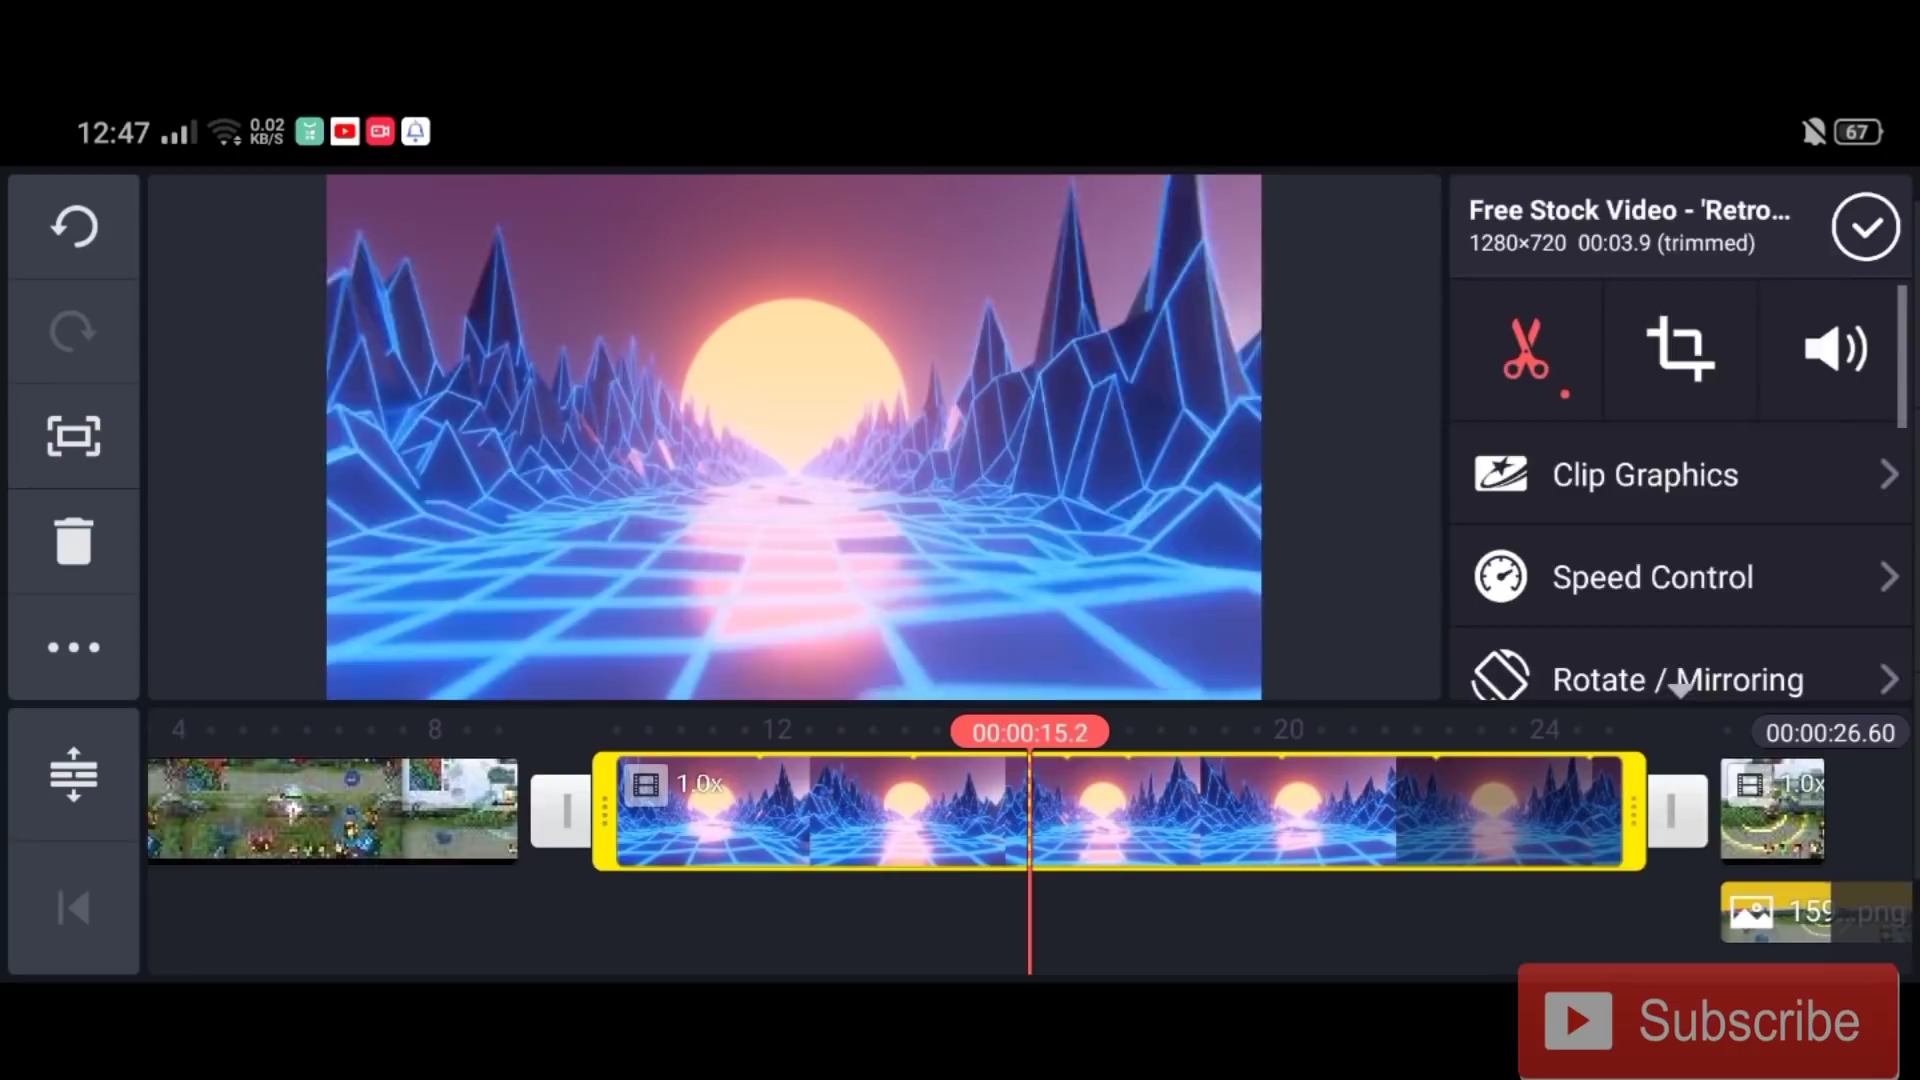 12:47
0.02
KB/S
67
Free Stock Video - 'Retro...
1280×720 00:03.9 (trimmed)
Clip Graphics
Speed Control
Rotate / Mirroring
4
8
12
00:00:15.2
20
24
00:00:26.60
1.0x
1.0x
159...png
Subscribe